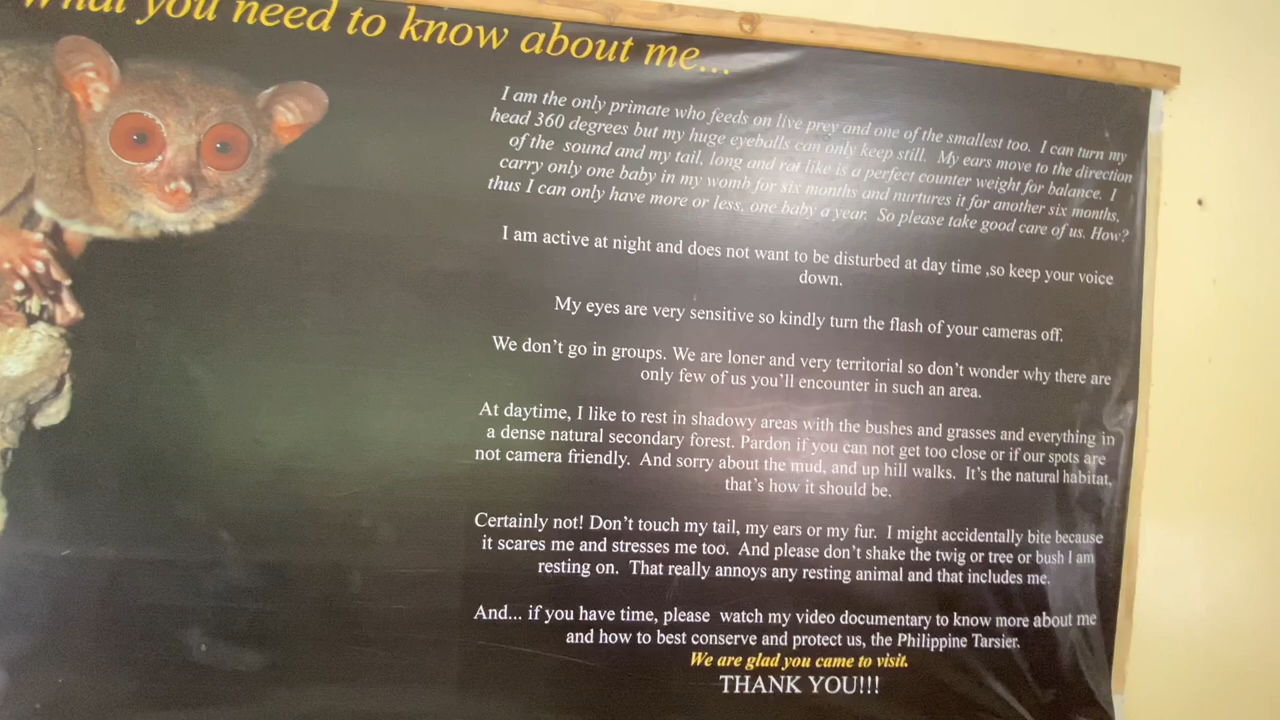 What you need to know about me...
I am the only primate who feeds on live prey and one of the smallest too. I can turn my
head 360 degrees but my huge eyeballs can only keep still. My ears move to the direction
of the sound and my tail, long and rat like is a perfect counter weight for balance. I
carry only one baby in my womb for six months and nurtures it for another six months,
thus I can only have more or less, one baby a year. So please take good care of us. How?
I am active at night and does not want to be disturbed at day time ,so keep your voice
down.
My eyes are very sensitive so kindly turn the flash of your cameras off.
We don't go in groups. We are loner and very territorial so don't wonder why there are
only few of us you'll encounter in such an area.
At daytime, I like to rest in shadowy areas with the bushes and grasses and everything in
a dense natural secondary forest. Pardon if you can not get too close or if our spots are
not camera friendly. And sorry about the mud, and up hill walks. It's the natural habitat,
that's how it should be.
Certainly not! Don't touch my tail, my ears or my fur. I might accidentally bite because
it scares me and stresses me too. And please don't shake the twig or tree or bush I am
resting on. That really annoys any resting animal and that includes me.
And... if you have time, please watch my video documentary to know more about me
and how to best conserve and protect us, the Philippine Tarsier.
We are glad you came to visit.
THANK YOU!!!